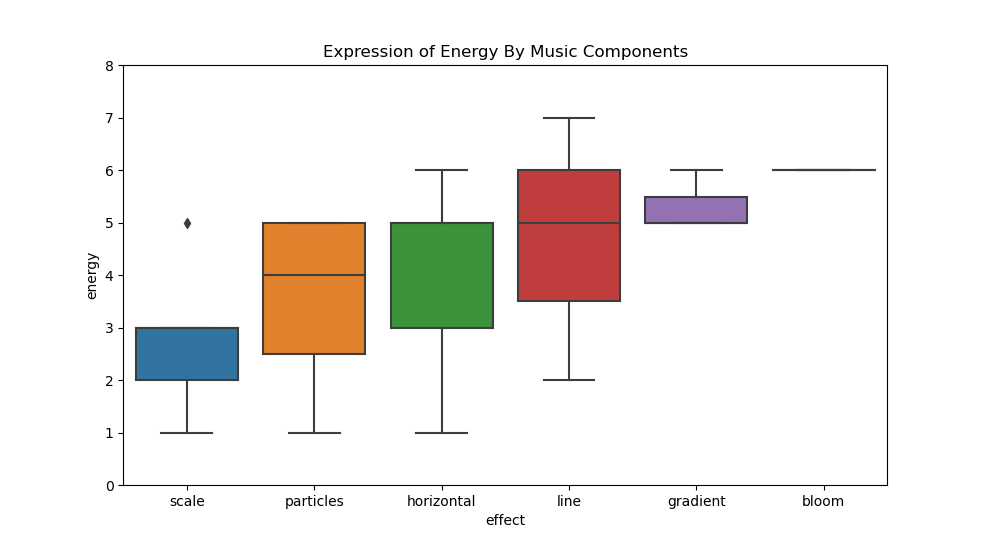 Expression of Energy By Music Components
8
7
6
5
4
3
2
1
0
energy
scale particles horizontal line gradient bloom
effect